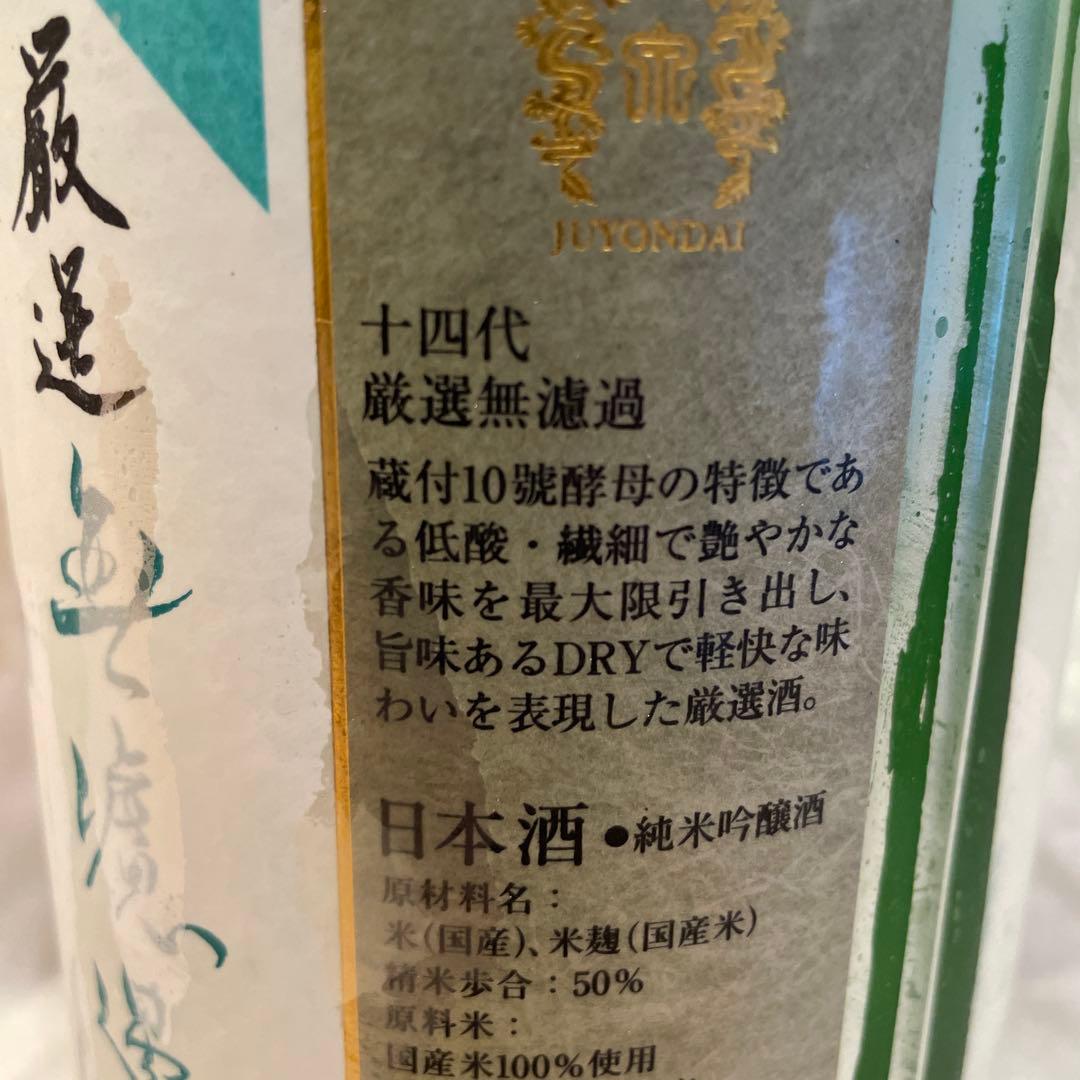 厳選無濾過
JUYONDAI
十四代
厳選無濾過
蔵付10號酵母の特徴であ
る低酸・繊細で艶やかな
香味を最大限引き出し、
旨味あるDRYで軽快な味
わいを表現した厳選酒。
日本酒●純米吟醸酒
原材料名：
米(国産)、米麹(国産米)
精米歩合：50%
原料米：
国産米100%使用